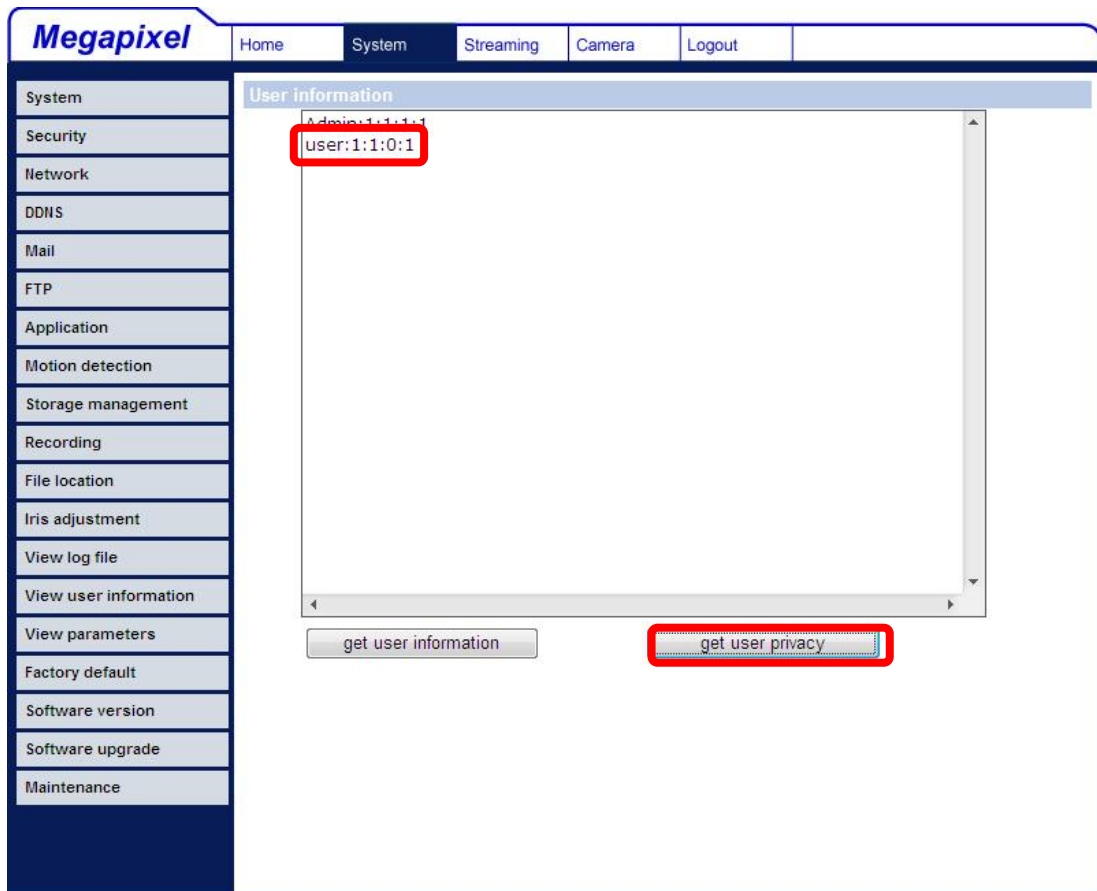 Megapixel
Home System Streaming Camera Logout
System
Security
Network
DDNS
Mail
FTP
Application
Motion detection
Storage management
Recording
File location
Iris adjustment
View log file
View user information
View parameters
Factory default
Software version
Software upgrade
Maintenance
User information
Admin:1:1:1:1
user:1:1:0:1
get user information get user privacy